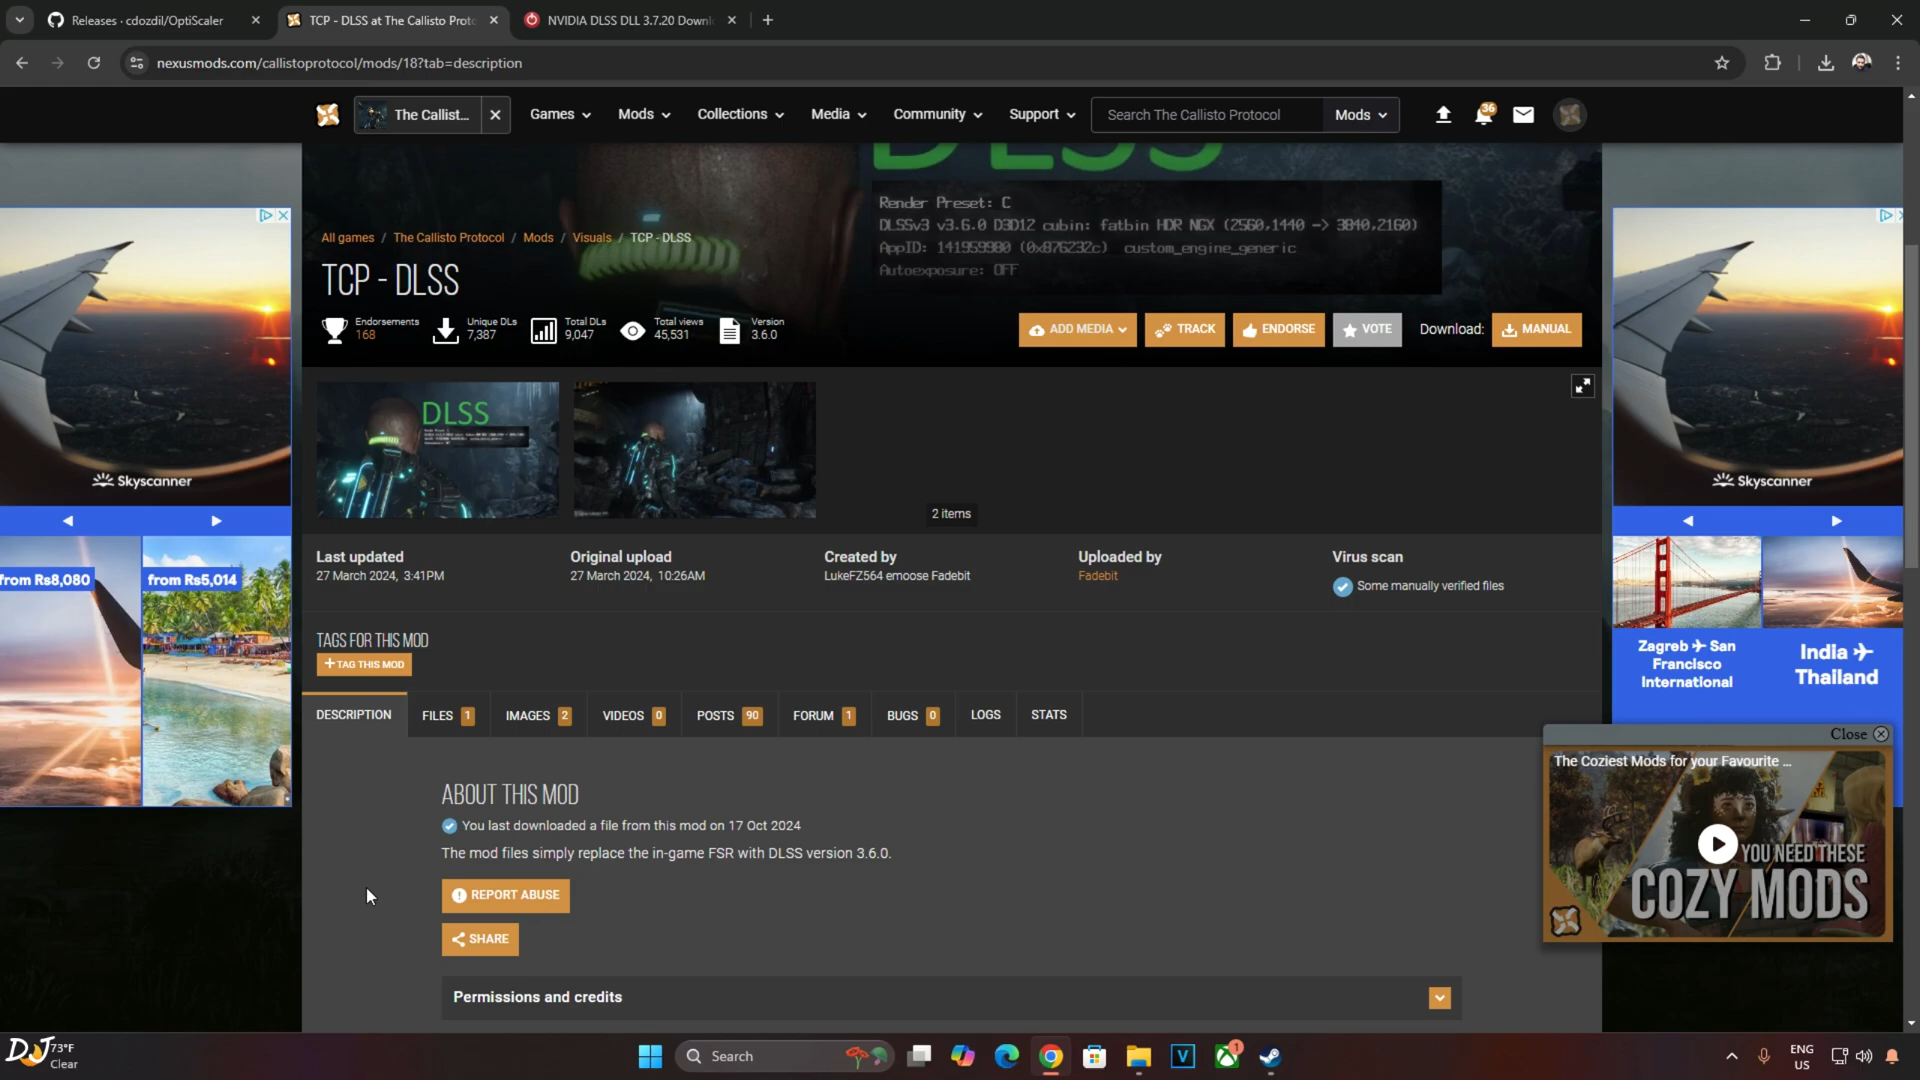 Releases · cdozdil/OptiScaler
TCP - DLSS at The Callisto Proto
NVIDIA DLSS DLL 3.7.20 Downl
nexusmods.com/callistoprotocol/mods/18?tab=description
The Callist...
Games
Mods
Collections
Media
Community
Support
Search The Callisto Protocol
Mods
36
DLSS
Render Preset: C
DLSSv3 v3.6.0 D3D12 cubin: fatbin HDR NGX (2560,1440 -> 3840,2160)
AppID: 141959980 (0x876232c) custom_engine_generic
Autoexposure: OFF
All games / The Callisto Protocol / Mods / Visuals / TCP - DLSS
TCP - DLSS
Endorsements
168
Unique DLs
7,387
Total DLs
9,047
Total views
45,531
Version
3.6.0
ADD MEDIA
TRACK
ENDORSE
VOTE
Download:
MANUAL
DLSS
2 items
Last updated
27 March 2024, 3:41PM
Original upload
27 March 2024, 10:26AM
Created by
LukeFZ564 emoose Fadebit
Uploaded by
Fadebit
Virus scan
Some manually verified files
TAGS FOR THIS MOD
+ TAG THIS MOD
DESCRIPTION
FILES 1
IMAGES 2
VIDEOS 0
POSTS 90
FORUM 1
BUGS 0
LOGS
STATS
ABOUT THIS MOD
You last downloaded a file from this mod on 17 Oct 2024
The mod files simply replace the in-game FSR with DLSS version 3.6.0.
REPORT ABUSE
SHARE
Permissions and credits
Skyscanner
from Rs8,080
from Rs5,014
Skyscanner
Zagreb ✈ San
Francisco
International
India ✈
Thailand
Close
The Coziest Mods for your Favourite ...
YOU NEED THESE
COZY MODS
DJ
73°F
Clear
Search
V
1
ENG
US